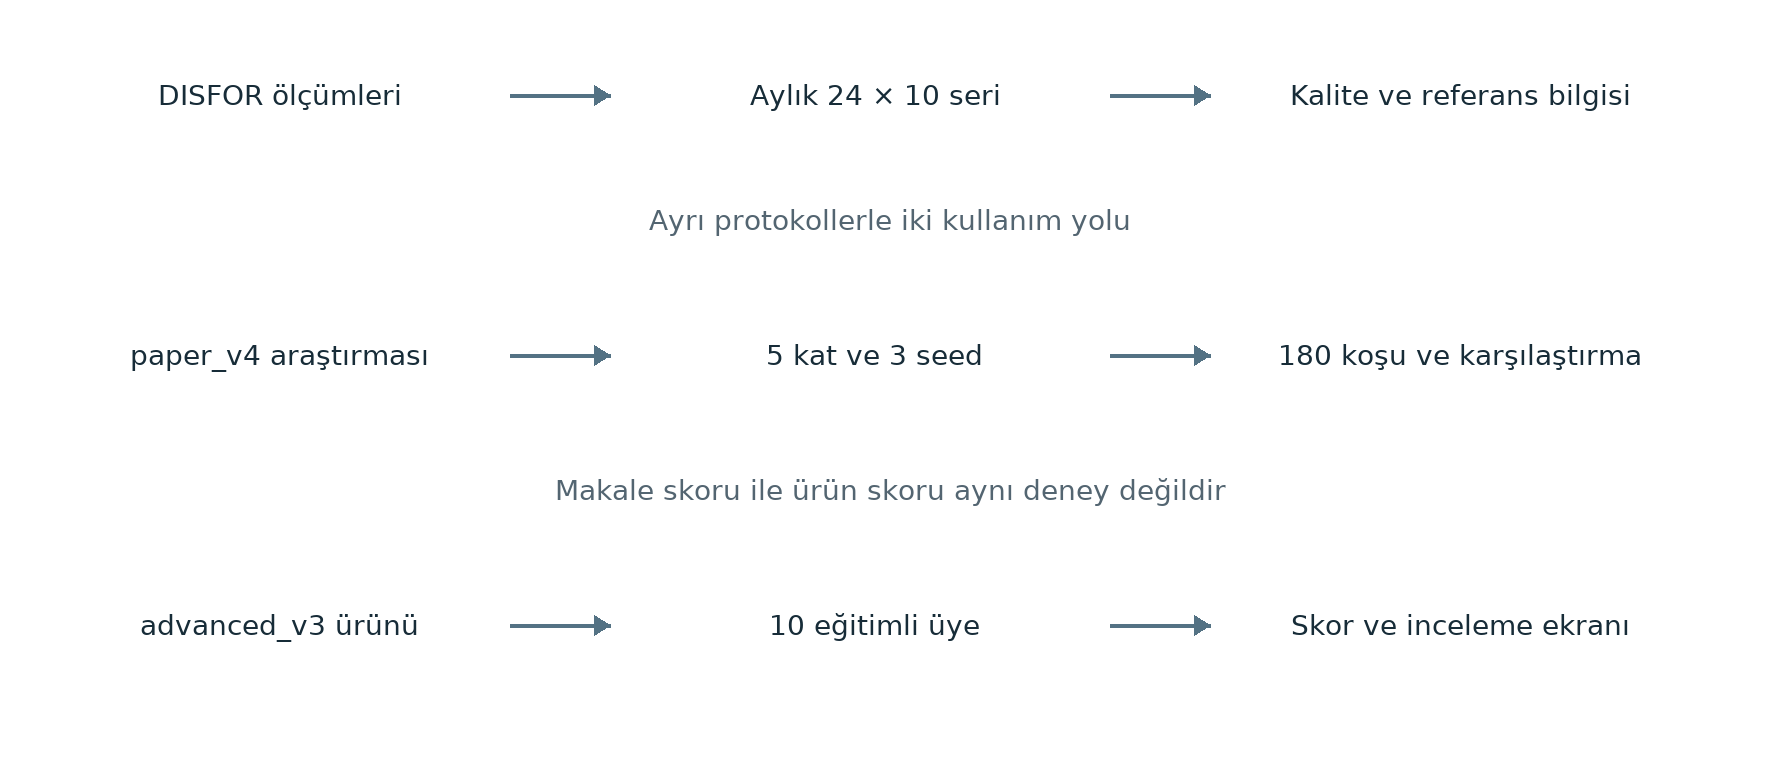 DISFOR ölçümleri
Aylık 24 × 10 seri
Kalite ve referans bilgisi
Ayrı protokollerle iki kullanım yolu
paper_v4 araştırması
5 kat ve 3 seed
180 koşu ve karşılaştırma
Makale skoru ile ürün skoru aynı deney değildir
advanced_v3 ürünü
10 eğitimli üye
Skor ve inceleme ekranı